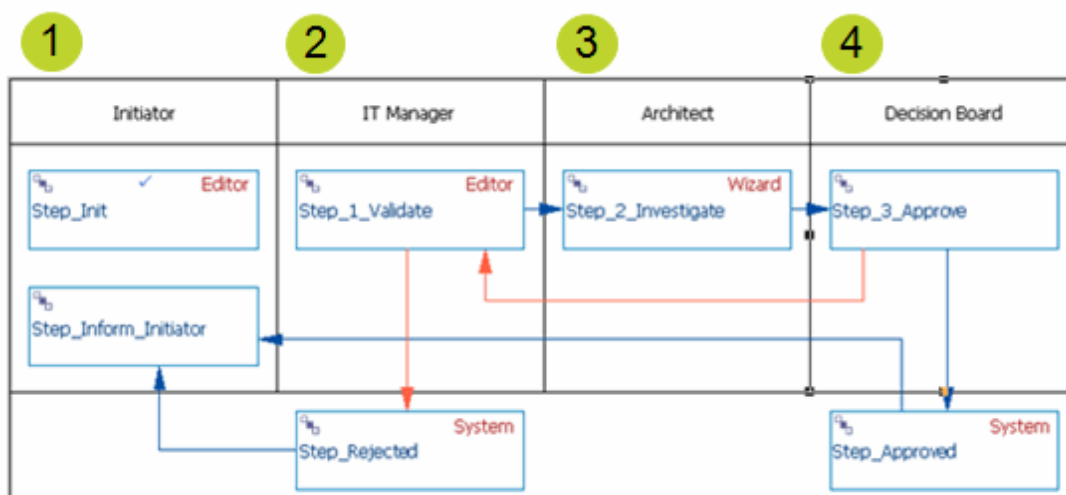 1 2 3 4
Initiator IT Manager Architect Decision Board
Editor Editor Wizard
Step_Init Step_1_Validate Step_2_Investigate Step_3_Approve
Step_Inform_Initiator
System System
Step_Rejected Step_Approved